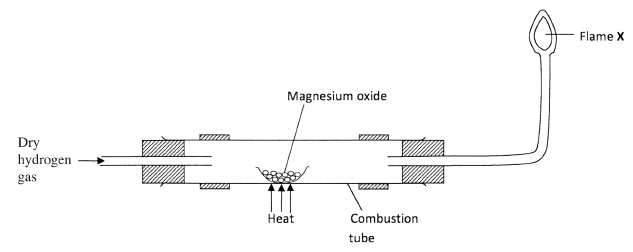 Flame X
Magnesium oxide
Dry
hydrogen
gas
Heat
Combustion
tube